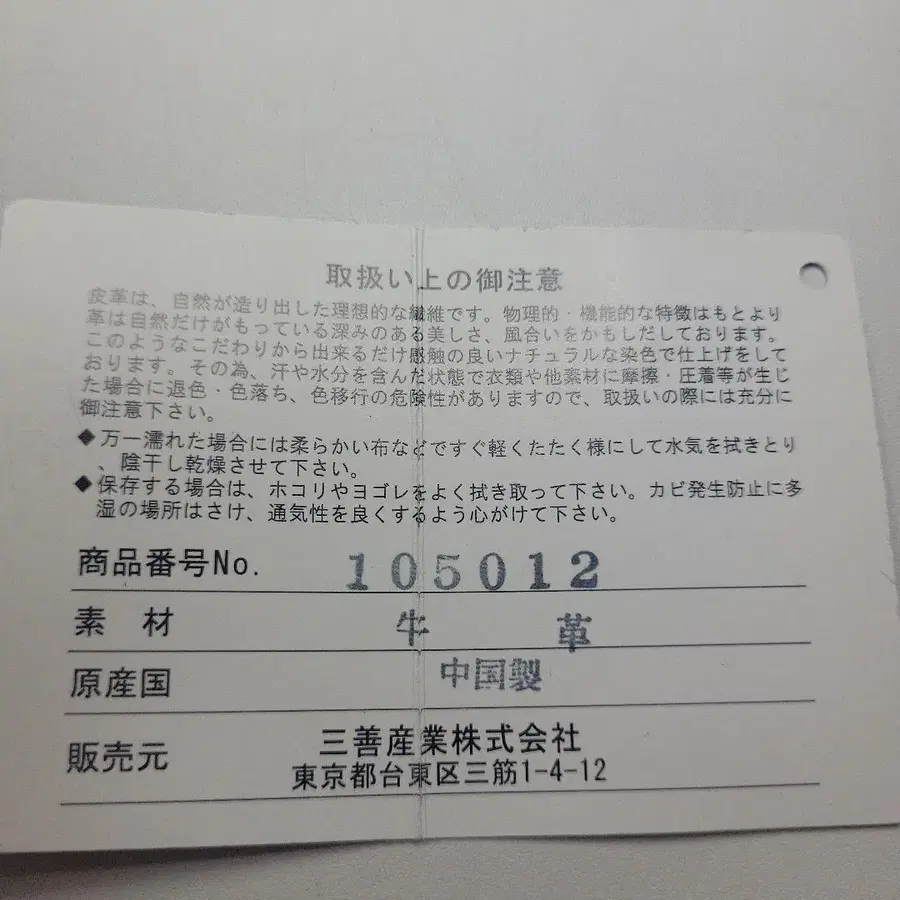 取扱い上の御注意
皮革は、自然が造り出した理想的な繊維です。物理的・機能的な特徴はもとより
革は自然だけがもっている深みのある美しさ、風合いをかもしだしております。
このようなこだわりから出来るだけ感触の良いナチュラルな染色で仕上げをして
おります。その為、汗や水分を含んだ状態で衣類や他素材に摩擦・圧着等が生じ
た場合に退色・色落ち、色移行の危険性がありますので、取扱いの際には充分に
御注意下さい。
◆万一濡れた場合には柔らかい布などですぐ軽くたたく様にして水気を拭きとり
、陰干し乾燥させて下さい。
◆保存する場合は、ホコリやヨゴレをよく拭き取って下さい。カビ発生防止に多
湿の場所はさけ、通気性を良くするよう心がけて下さい。
商品番号No. 105012
素 材 牛 革
原産国 中国製
販売元 三善産業株式会社
東京都台東区三筋1-4-12